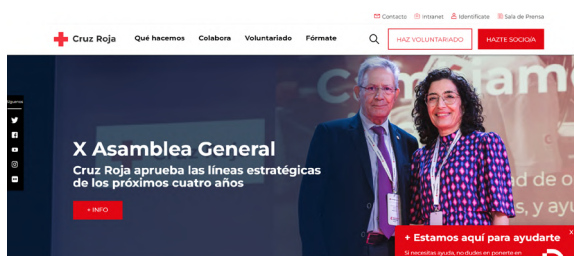 Contacto Intranet Identifícate Sala de Prensa
Cruz Roja Qué hacemos Colabora Voluntariado Fórmate HAZ VOLUNTARIADO HAZTE SOCIO/A
Síguenos
X Asamblea General
Cruz Roja aprueba las líneas estratégicas
de los próximos cuatro años
+ INFO
X
+ Estamos aquí para ayudarte
Si necesitas ayuda, no dudes en ponerte en